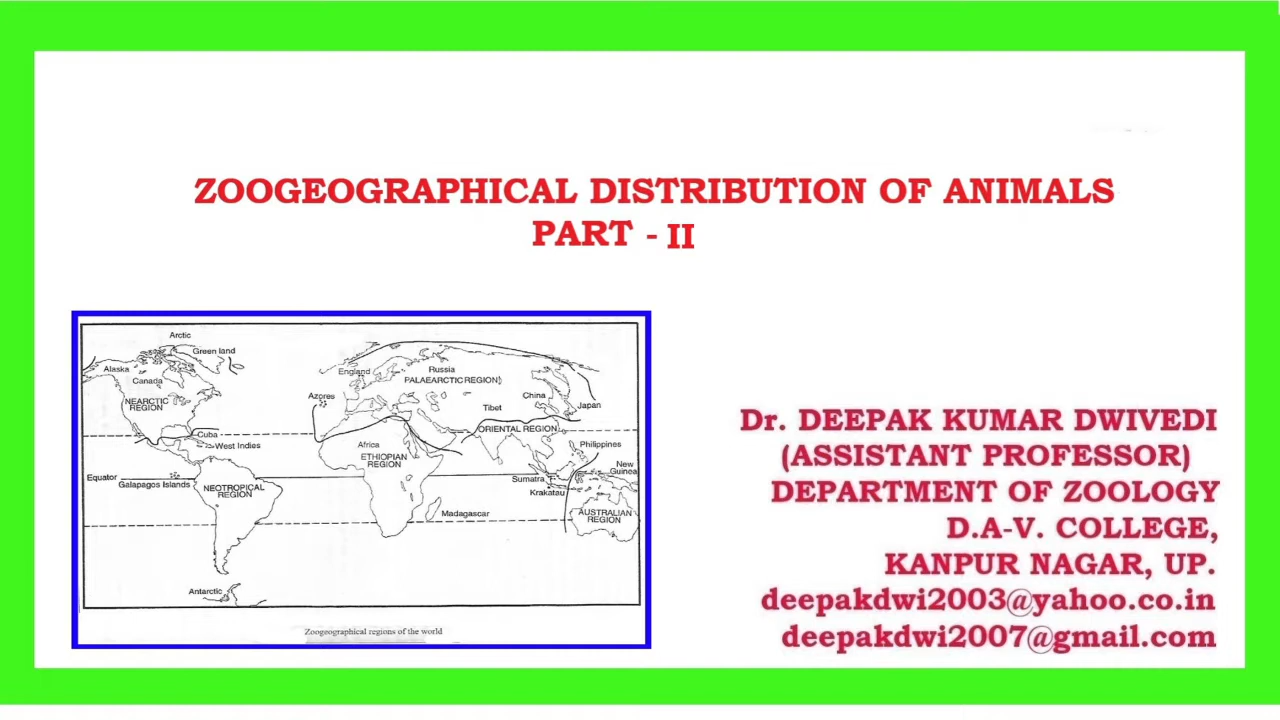 ZOOGEOGRAPHICAL DISTRIBUTION OF ANIMALS
PART - II
Arctic
Green land
Alaska
Canada
NEARCTIC
REGION
Cuba
West Indies
Equator
Galapagos Islands
NEOTROPICAL
REGION
Antarctic
England
Russia
PALAEARCTIC REGION
Azores
Tibet
China
Japan
ORIENTAL REGION
Africa
ETHIOPIAN
REGION
Philippines
New
Guinea
Sumatra
Krakatau
Madagascar
AUSTRALIAN
REGION
Zoogeographical regions of the world
Dr. DEEPAK KUMAR DWIVEDI
(ASSISTANT PROFESSOR)
DEPARTMENT OF ZOOLOGY
D.A-V. COLLEGE,
KANPUR NAGAR, UP.
deepakdwi2003@yahoo.co.in
deepakdwi2007@gmail.com